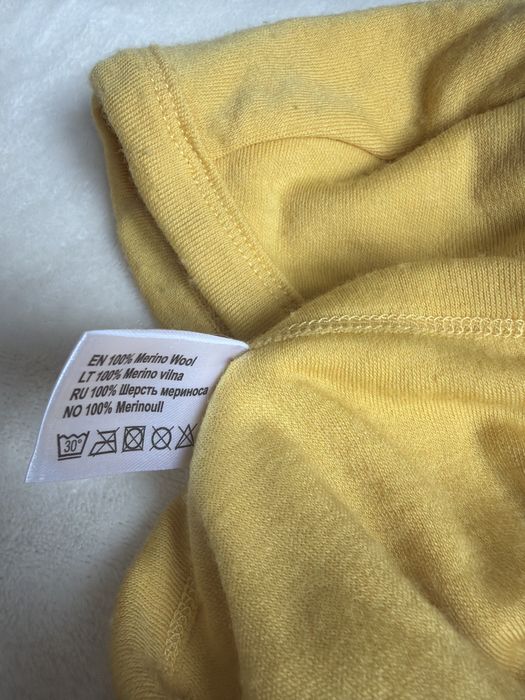 EN 100% Merino Wool
LT 100% Merino vilna
RU 100% Шерсть мериноса
NO 100% Merinoull
30°